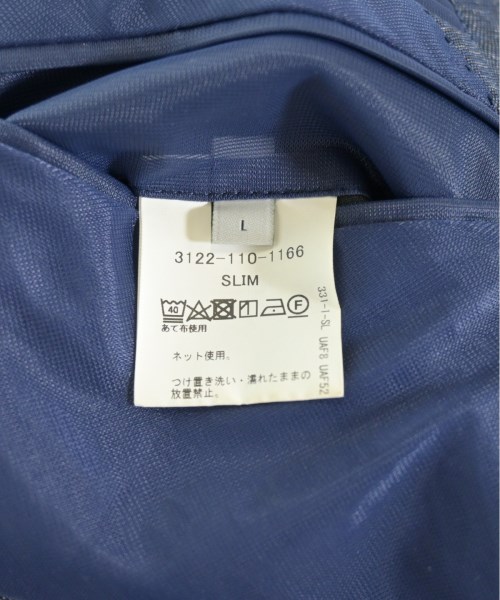 L
3122-110-1166
SLIM
40
F
あて布使用
ネット使用。
つけ置き洗い・濡れたままの
放置禁止。
331-1-SL UAF8 UAF52